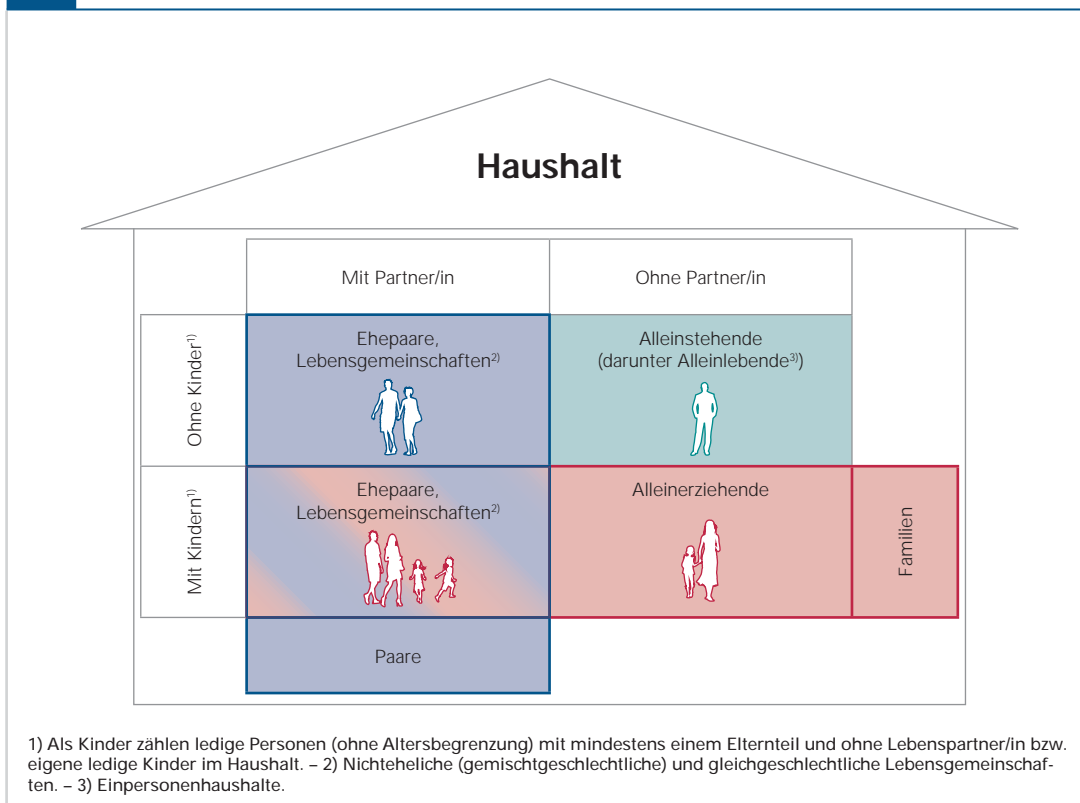 Haushalt
Mit Partner/in
Ohne Partner/in
Ohne Kinder¹⁾
Ehepaare,
Lebensgemeinschaften²⁾
Alleinstehende
(darunter Alleinlebende³⁾)
Mit Kindern¹⁾
Ehepaare,
Lebensgemeinschaften²⁾
Alleinerziehende
Familien
Paare
1) Als Kinder zählen ledige Personen (ohne Altersbegrenzung) mit mindestens einem Elternteil und ohne Lebenspartner/in bzw.
eigene ledige Kinder im Haushalt. – 2) Nichteheliche (gemischtgeschlechtliche) und gleichgeschlechtliche Lebensgemeinschaf-
ten. – 3) Einpersonenhaushalte.